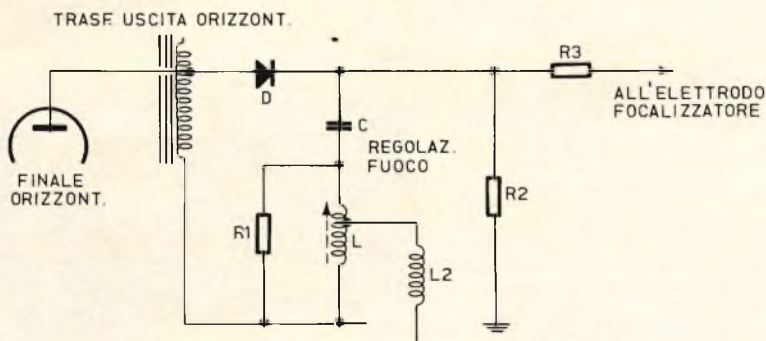 TRASF. USCITA ORIZZONT.
R3
D
ALL'ELETTRODO
FOCALIZZATORE
C
REGOLAZ.
FUOCO
FINALE
ORIZZONT.
R1
L
R2
L2